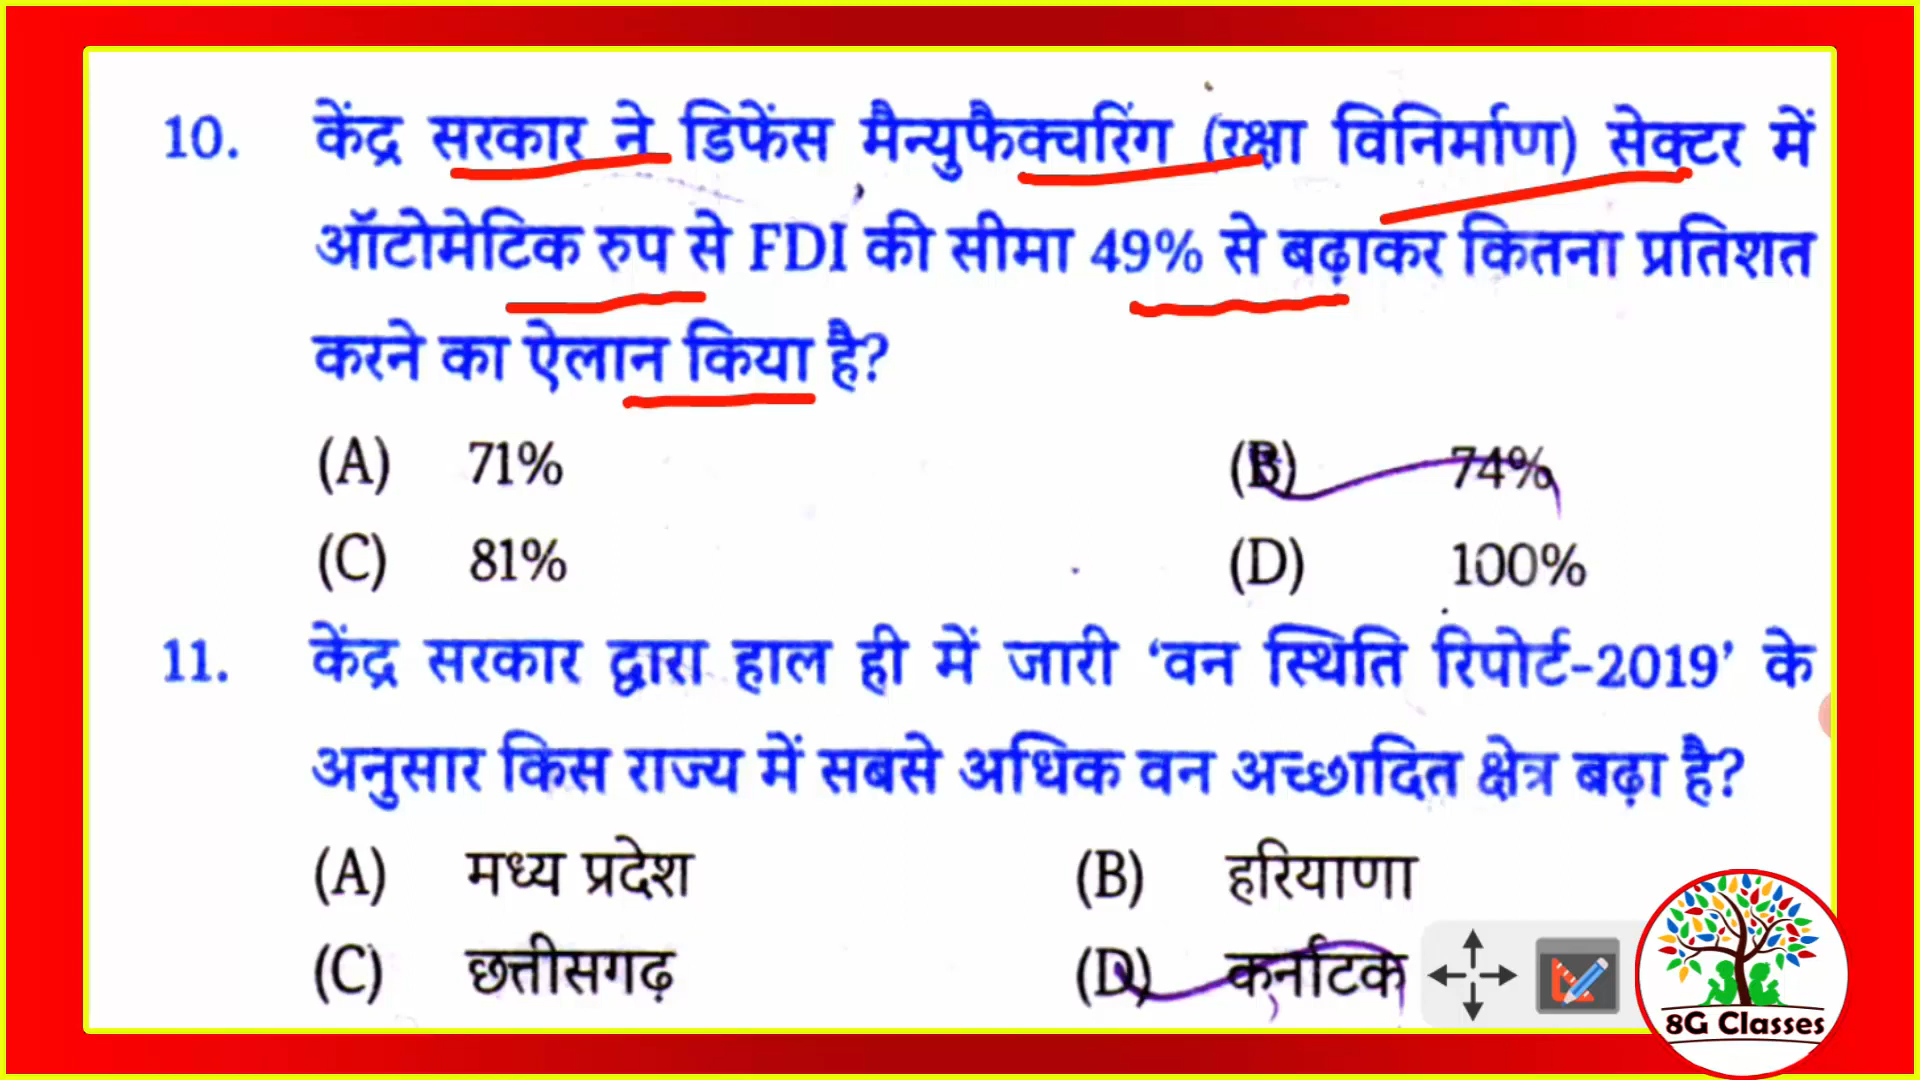 10. केंद्र सरकार ने डिफेंस मैन्युफैक्चरिंग (रक्षा विनिर्माण) सेक्टर में
ऑटोमेटिक रुप से FDI की सीमा 49% से बढ़ाकर कितना प्रतिशत
करने का ऐलान किया है?
(A) 71% (B) 74%
(C) 81% (D) 100%
11. केंद्र सरकार द्वारा हाल ही में जारी ‘वन स्थिति रिपोर्ट-2019’ के
अनुसार किस राज्य में सबसे अधिक वन अच्छादित क्षेत्र बढ़ा है?
(A) मध्य प्रदेश (B) हरियाणा
(C) छत्तीसगढ़ (D) कर्नाटक
8G Classes